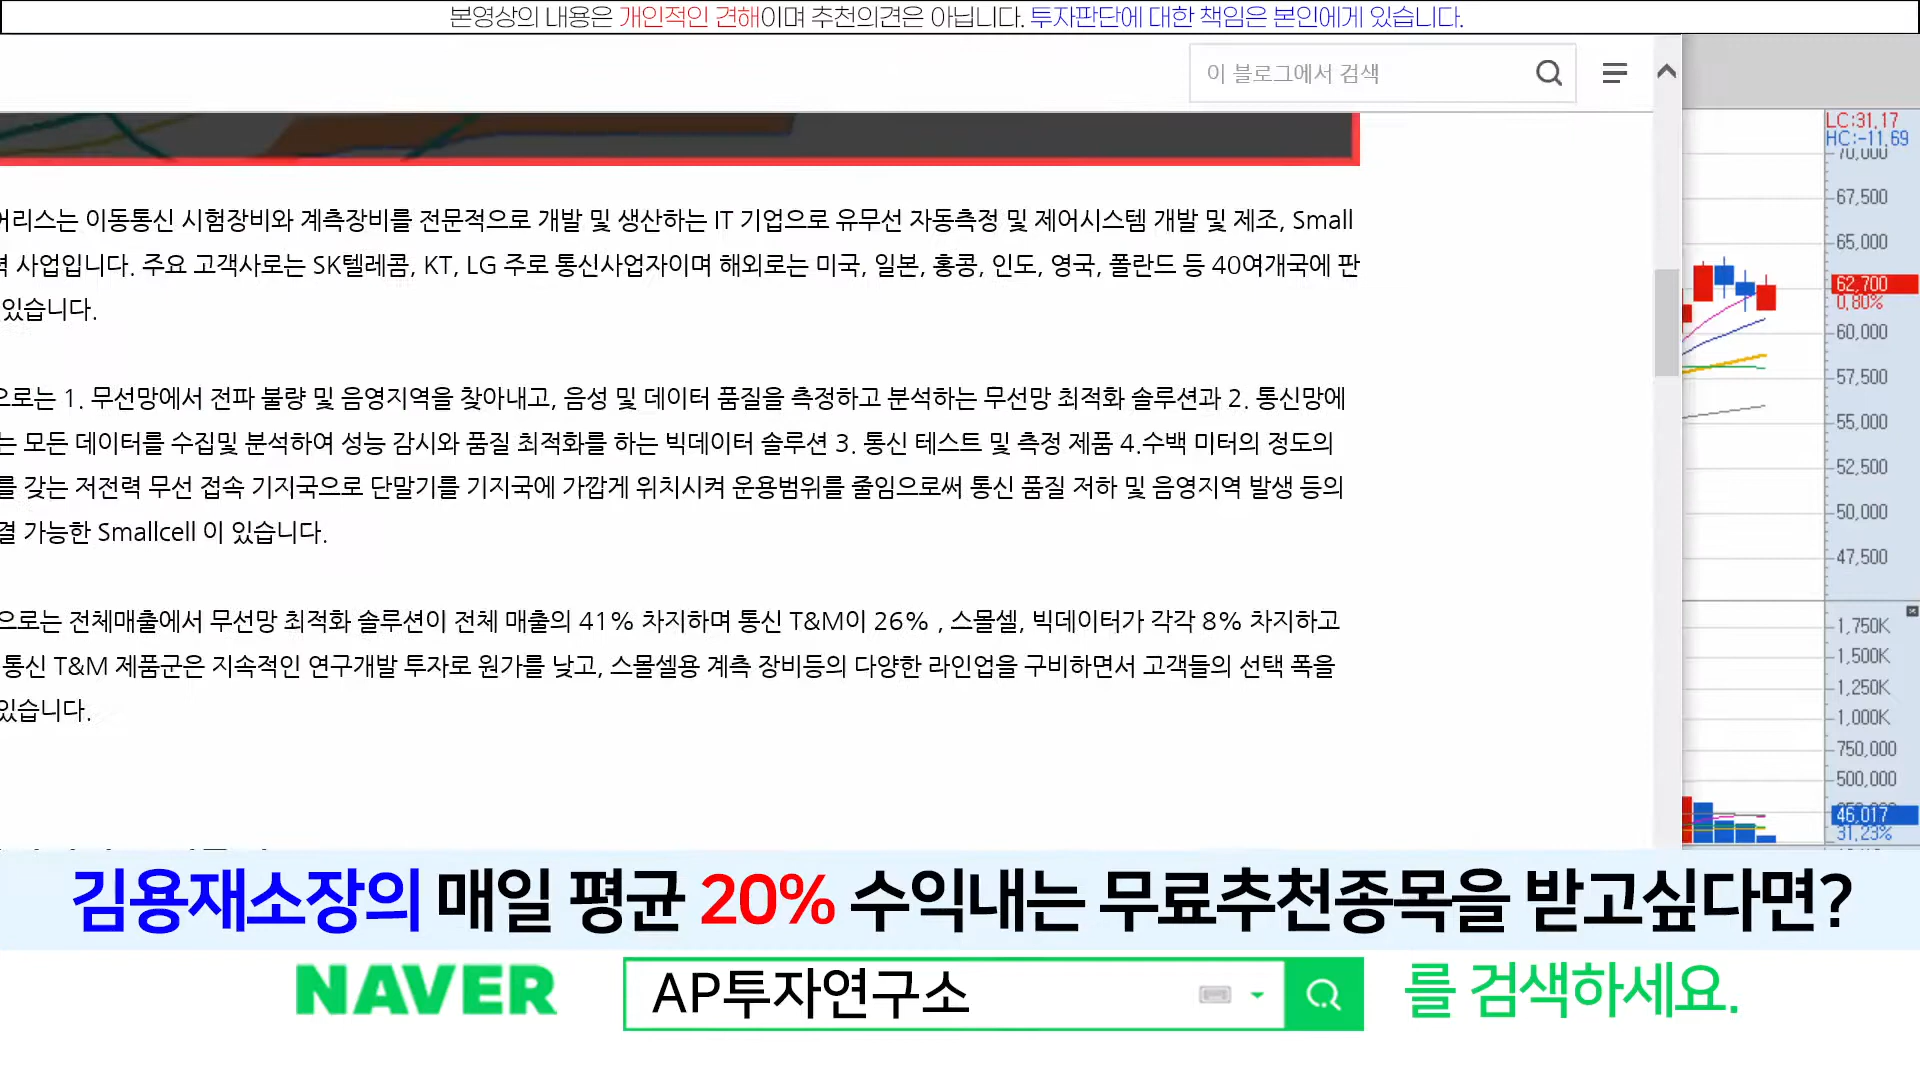 본영상의 내용은 개인적인 견해이며 추천의견은 아닙니다. 투자판단에 대한 책임은 본인에게 있습니다.
이 블로그에서 검색
LC:31.17
HC:-11.69
70,000
67,500
65,000
62,700
0.80%
60,000
57,500
55,000
52,500
50,000
47,500
1,750K
1,500K
1,250K
1,000K
750,000
500,000
46,017
31.23%
어리스는 이동통신 시험장비와 계측장비를 전문적으로 개발 및 생산하는 IT 기업으로 유무선 자동측정 및 제어시스템 개발 및 제조, Small
사업입니다. 주요 고객사로는 SK텔레콤, KT, LG 주로 통신사업자이며 해외로는 미국, 일본, 홍콩, 인도, 영국, 폴란드 등 40여개국에 판
있습니다.
으로는 1. 무선망에서 전파 불량 및 음영지역을 찾아내고, 음성 및 데이터 품질을 측정하고 분석하는 무선망 최적화 솔루션과 2. 통신망에
는 모든 데이터를 수집및 분석하여 성능 감시와 품질 최적화를 하는 빅데이터 솔루션 3. 통신 테스트 및 측정 제품 4.수백 미터의 정도의
를 갖는 저전력 무선 접속 기지국으로 단말기를 기지국에 가깝게 위치시켜 운용범위를 줄임으로써 통신 품질 저하 및 음영지역 발생 등의
결 가능한 Smallcell 이 있습니다.
으로는 전체매출에서 무선망 최적화 솔루션이 전체 매출의 41% 차지하며 통신 T&M이 26% , 스몰셀, 빅데이터가 각각 8% 차지하고
통신 T&M 제품군은 지속적인 연구개발 투자로 원가를 낮고, 스몰셀용 계측 장비등의 다양한 라인업을 구비하면서 고객들의 선택 폭을
있습니다.
김용재소장의 매일 평균 20% 수익내는 무료추천종목을 받고싶다면?
NAVER AP투자연구소 를 검색하세요.